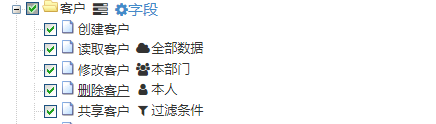 客户 字段
创建客户
读取客户 全部数据
修改客户 本部门
删除客户 本人
共享客户 过滤条件